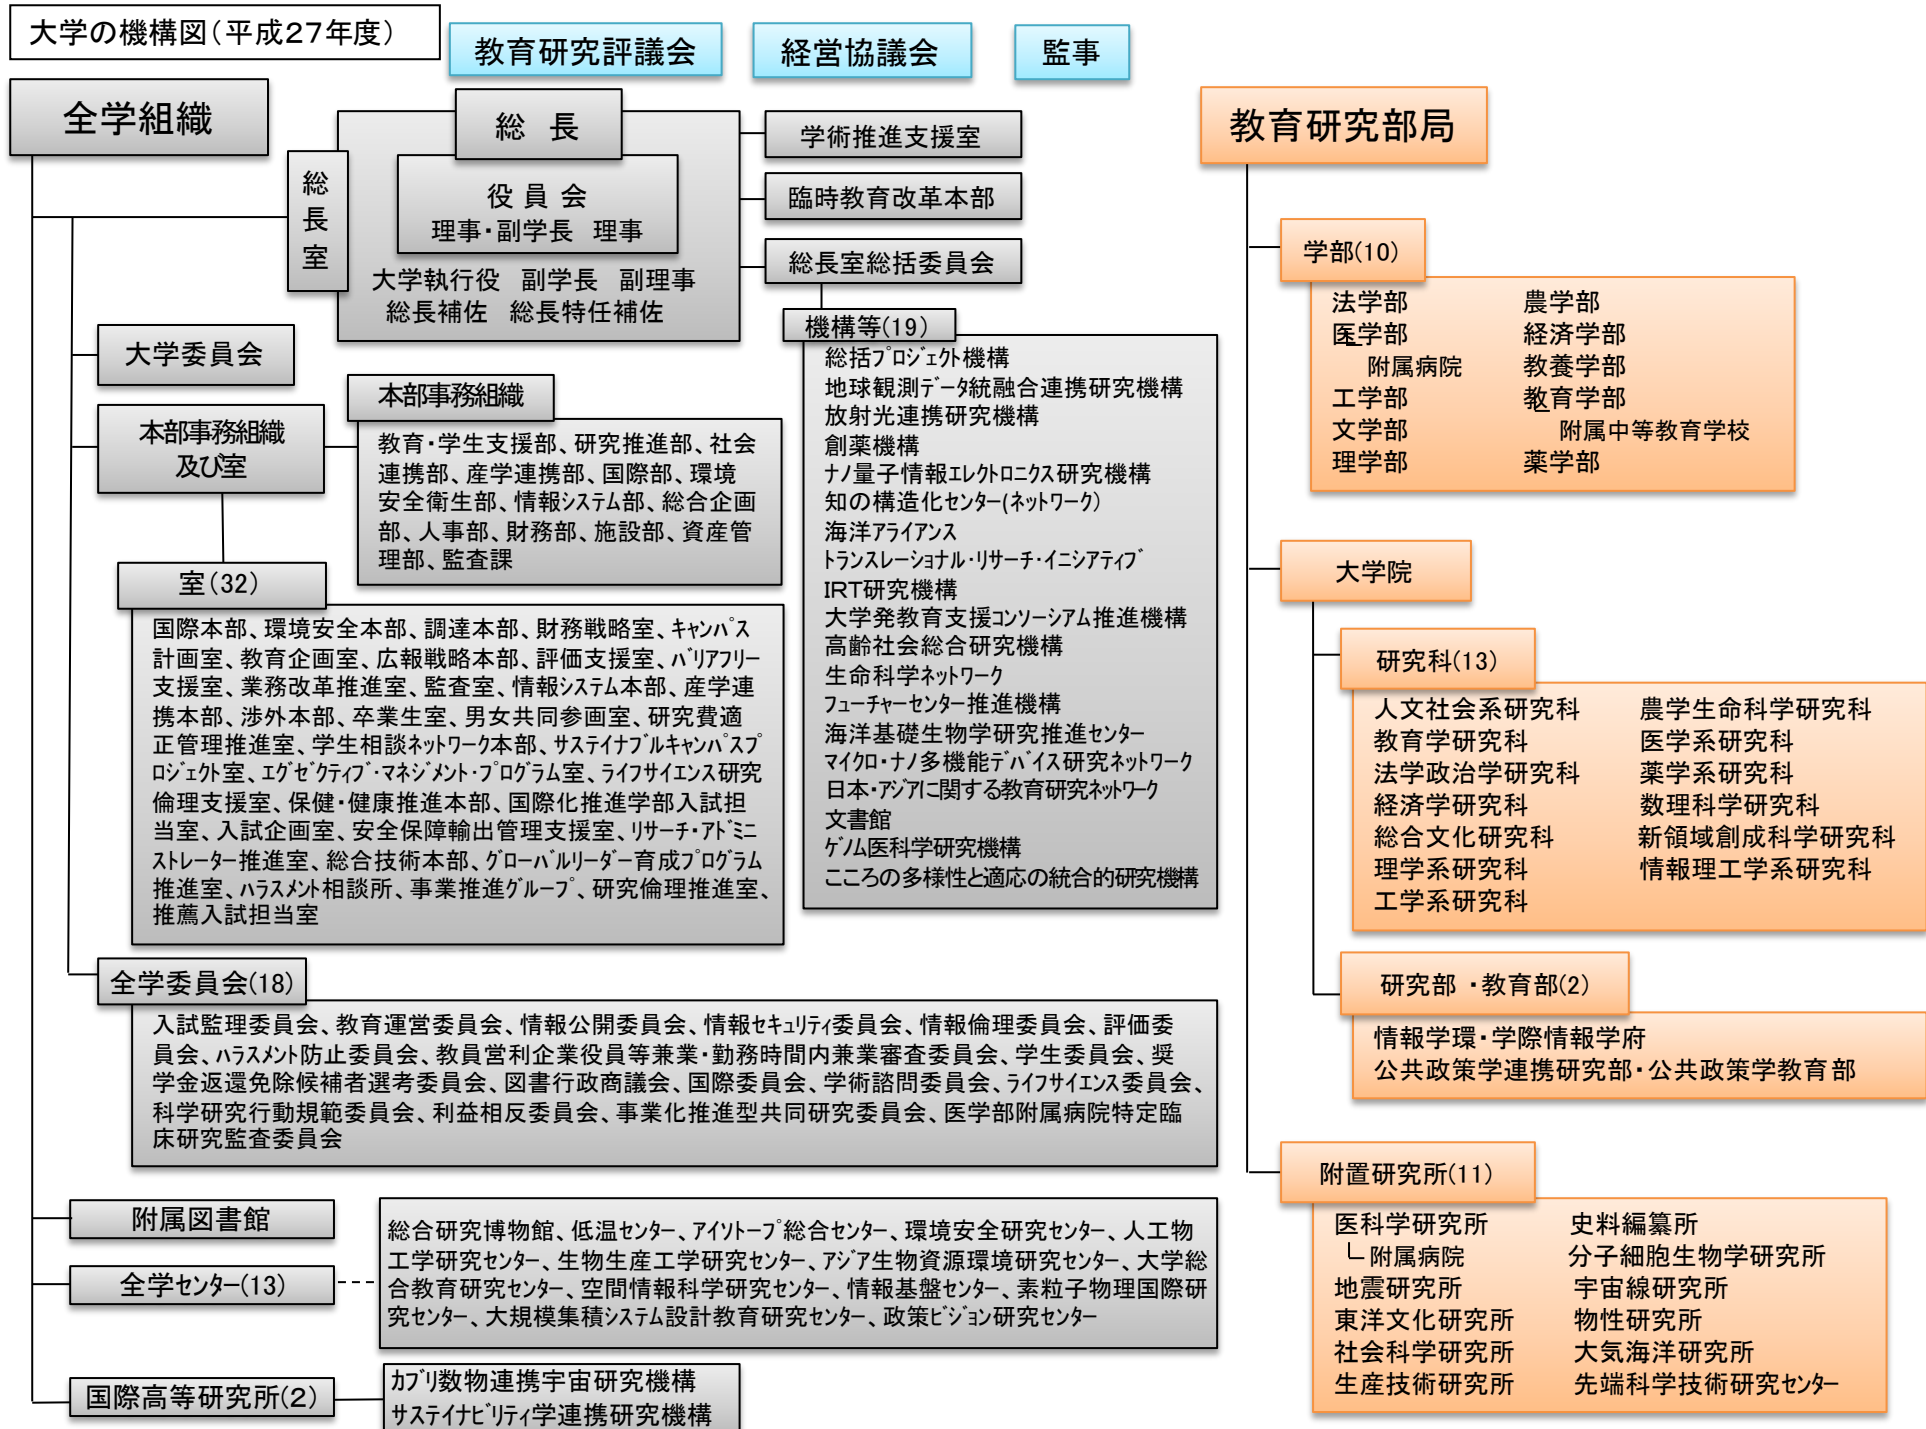 大学の機構図(平成27年度)
教育研究評議会
経営協議会
監事
全学組織
総長室
総 長
役員会
理事・副学長 理事
大学執行役 副学長 副理事
総長補佐 総長特任補佐
学術推進支援室
臨時教育改革本部
総長室総括委員会
機構等(19)
総括プロジェクト機構
地球観測データ統融合連携研究機構
放射光連携研究機構
創薬機構
ナノ量子情報エレクトロニクス研究機構
知の構造化センター(ネットワーク)
海洋アライアンス
トランスレーショナル・リサーチ・イニシアティブ
IRT研究機構
大学発教育支援コンソーシアム推進機構
高齢社会総合研究機構
生命科学ネットワーク
フューチャーセンター推進機構
海洋基礎生物学研究推進センター
マイクロ・ナノ多機能デバイス研究ネットワーク
日本・アジアに関する教育研究ネットワーク
文書館
ゲノム医科学研究機構
こころの多様性と適応の統合的研究機構
大学委員会
本部事務組織
及び室
本部事務組織
教育・学生支援部、研究推進部、社会
連携部、産学連携部、国際部、環境
安全衛生部、情報システム部、総合企画
部、人事部、財務部、施設部、資産管
理部、監査課
室(32)
国際本部、環境安全本部、調達本部、財務戦略室、キャンパス
計画室、教育企画室、広報戦略本部、評価支援室、バリアフリー
支援室、業務改革推進室、監査室、情報システム本部、産学連
携本部、渉外本部、卒業生室、男女共同参画室、研究費適
正管理推進室、学生相談ネットワーク本部、サステイナブルキャンパスプ
ロジェクト室、エグゼクティブ・マネジメント・プログラム室、ライフサイエンス研究
倫理支援室、保健・健康推進本部、国際化推進学部入試担
当室、入試企画室、安全保障輸出管理支援室、リサーチ・アドミニ
ストレーター推進室、総合技術本部、グローバルリーダー育成プログラム
推進室、ハラスメント相談所、事業推進グループ、研究倫理推進室、
推薦入試担当室
全学委員会(18)
入試監理委員会、教育運営委員会、情報公開委員会、情報セキュリティ委員会、情報倫理委員会、評価委
員会、ハラスメント防止委員会、教員営利企業役員等兼業・勤務時間内兼業審査委員会、学生委員会、奨
学金返還免除候補者選考委員会、図書行政商議会、国際委員会、学術諮問委員会、ライフサイエンス委員会、
科学研究行動規範委員会、利益相反委員会、事業化推進型共同研究委員会、医学部附属病院特定臨
床研究監査委員会
附属図書館
全学センター(13)
総合研究博物館、低温センター、アイソトープ総合センター、環境安全研究センター、人工物
工学研究センター、生物生産工学研究センター、アジア生物資源環境研究センター、大学総
合教育研究センター、空間情報科学研究センター、情報基盤センター、素粒子物理国際研
究センター、大規模集積システム設計教育研究センター、政策ビジョン研究センター
国際高等研究所(2)
カブリ数物連携宇宙研究機構
サステイナビリティ学連携研究機構
教育研究部局
学部(10)
法学部 農学部
医学部 経済学部
附属病院 教養学部
工学部 教育学部
文学部 附属中等教育学校
理学部 薬学部
大学院
研究科(13)
人文社会系研究科 農学生命科学研究科
教育学研究科 医学系研究科
法学政治学研究科 薬学系研究科
経済学研究科 数理科学研究科
総合文化研究科 新領域創成科学研究科
理学系研究科 情報理工学系研究科
工学系研究科
研究部 ・教育部(2)
情報学環・学際情報学府
公共政策学連携研究部・公共政策学教育部
附置研究所(11)
医科学研究所 史料編纂所
附属病院 分子細胞生物学研究所
地震研究所 宇宙線研究所
東洋文化研究所 物性研究所
社会科学研究所 大気海洋研究所
生産技術研究所 先端科学技術研究センター